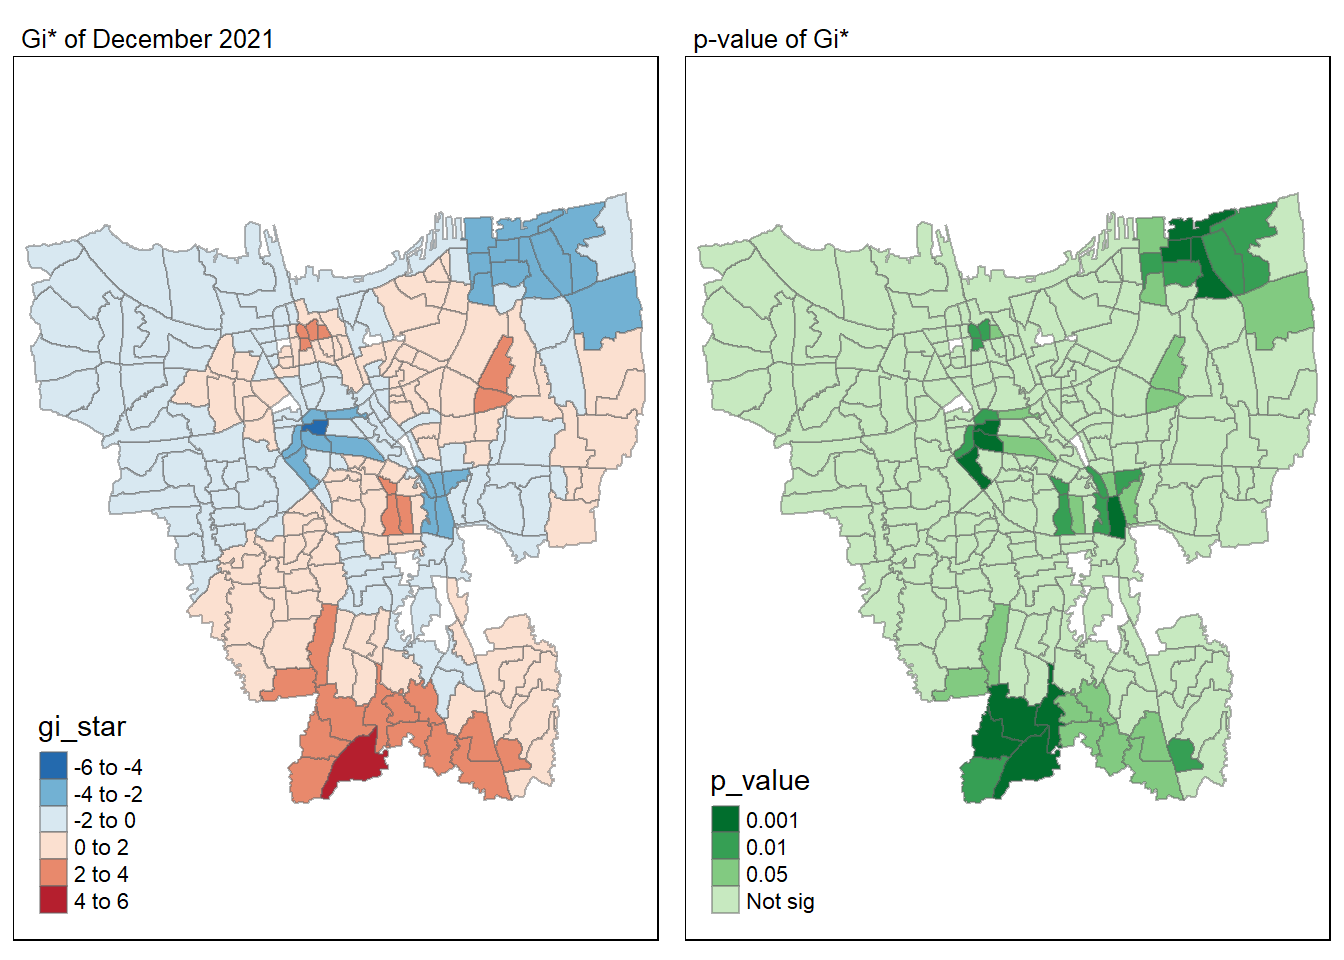 Gi* of December 2021
gi_star
-6 to -4
-4 to -2
-2 to 0
0 to 2
2 to 4
4 to 6
p-value of Gi*
p_value
0.001
0.01
0.05
Not sig